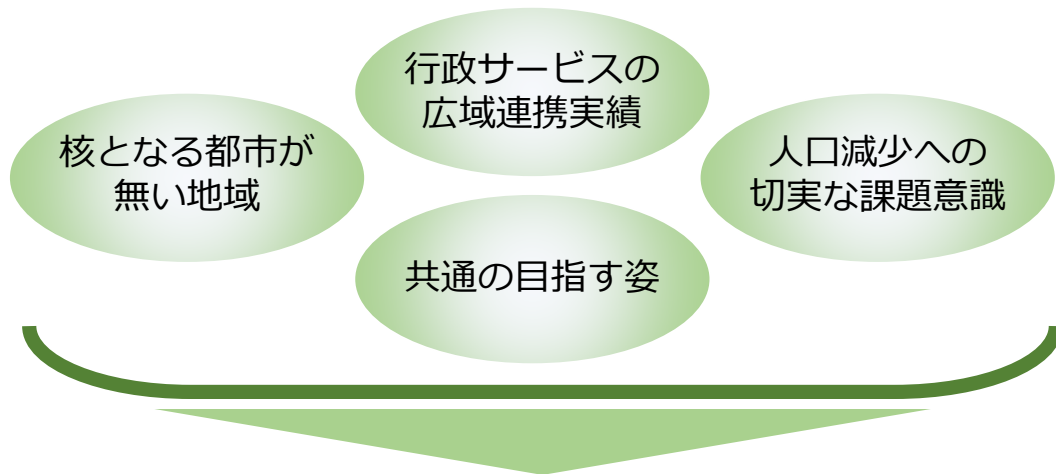 行政サービスの
広域連携実績
核となる都市が
無い地域
人口減少への
切実な課題意識
共通の目指す姿